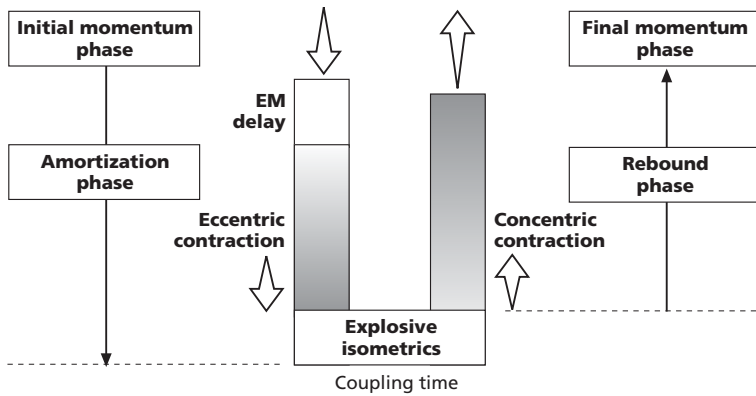 Initial momentum
phase
Final momentum
phase
EM
delay
Amortization
phase
Rebound
phase
Eccentric
contraction
Concentric
contraction
Explosive
isometrics
Coupling time